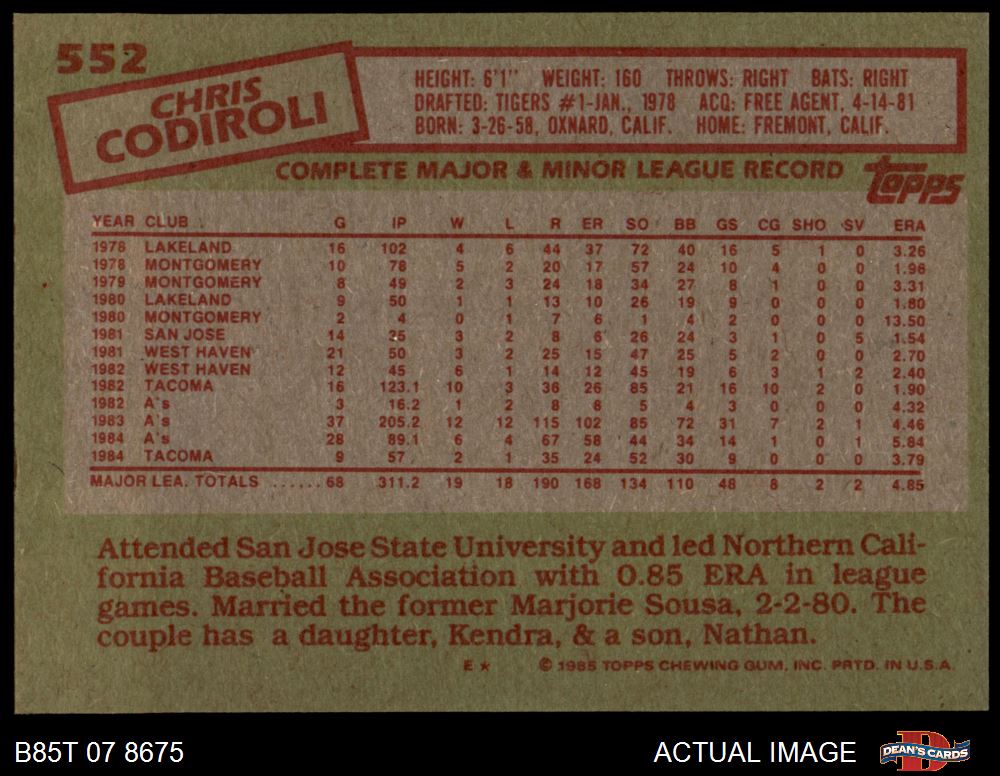 552
CHRIS
CODIROLI
HEIGHT: 6'1" WEIGHT: 160 THROWS: RIGHT BATS: RIGHT
DRAFTED: TIGERS #1-JAN., 1978 ACQ: FREE AGENT, 4-14-81
BORN: 3-26-58, OXNARD, CALIF. HOME: FREMONT, CALIF.
COMPLETE MAJOR & MINOR LEAGUE RECORD
Topps
YEAR CLUB G IP W L R ER SO BB GS CG SHO SV ERA
1978 LAKELAND 16 102 4 6 44 37 72 40 16 5 1 0 3.26
1978 MONTGOMERY 10 78 5 2 20 17 57 24 10 4 0 0 1.96
1979 MONTGOMERY 8 49 2 3 24 18 34 27 8 1 0 0 3.31
1980 LAKELAND 9 50 1 1 13 10 26 19 9 0 0 0 1.80
1980 MONTGOMERY 2 4 0 1 7 6 1 4 2 0 0 0 13.50
1981 SAN JOSE 14 35 3 2 8 6 26 24 3 1 0 5 1.54
1981 WEST HAVEN 21 50 3 2 25 15 47 25 5 2 0 0 2.70
1982 WEST HAVEN 12 45 6 1 14 12 45 19 6 3 1 2 2.40
1982 TACOMA 16 123.1 10 3 36 26 85 21 16 10 2 0 1.90
1982 A's 3 16.2 1 2 8 8 5 4 3 0 0 0 4.32
1983 A's 37 205.2 12 12 115 102 85 72 31 7 2 1 4.46
1984 A's 28 89.1 6 4 67 58 44 34 14 1 0 1 5.84
1984 TACOMA 9 57 2 1 35 24 52 30 9 0 0 0 3.79
MAJOR LEA. TOTALS ...... 68 311.2 19 18 190 168 134 110 48 8 2 2 4.85
Attended San Jose State University and led Northern Cali-
fornia Baseball Association with 0.85 ERA in league
games. Married the former Marjorie Sousa, 2-2-80. The
couple has a daughter, Kendra, & a son, Nathan.
E★ © 1985 TOPPS CHEWING GUM, INC. PRTD. IN U.S.A.
B85T 07 8675
ACTUAL IMAGE
DEAN'S CARDS